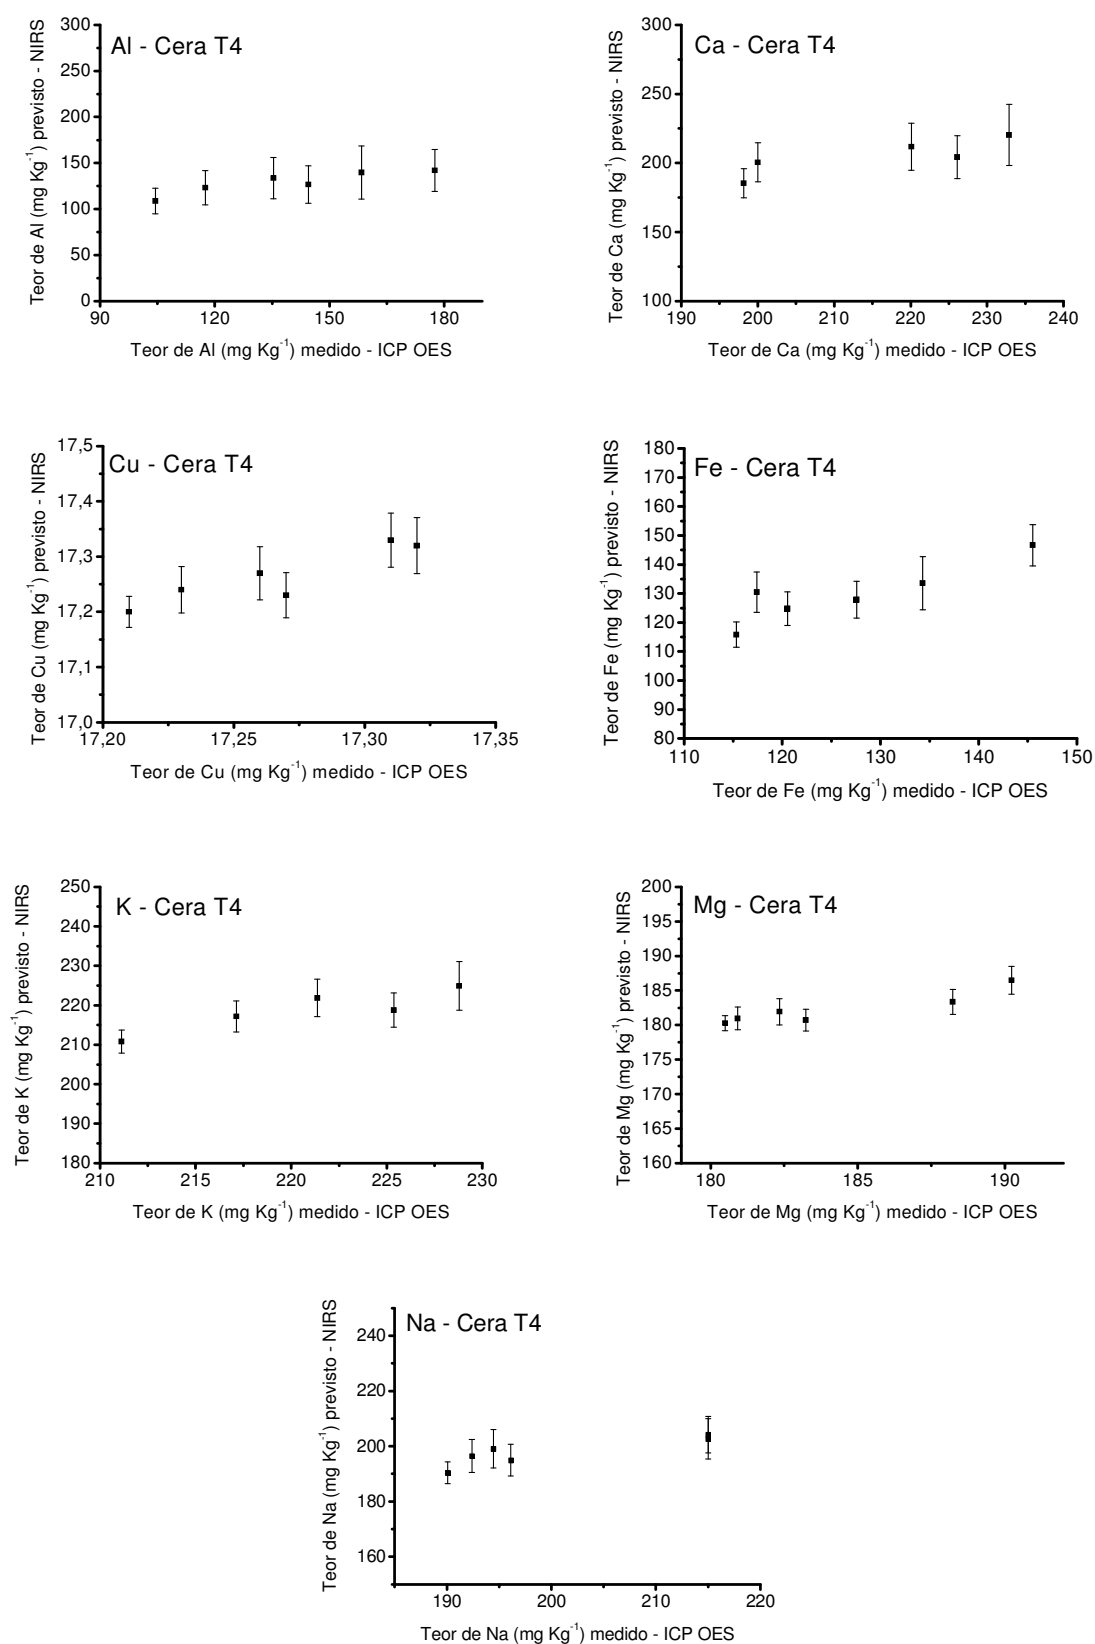 Al - Cera T4
Teor de Al (mg Kg⁻¹) previsto - NIRS
300
250
200
150
100
50
0
90 120 150 180
Teor de Al (mg Kg⁻¹) medido - ICP OES
Ca - Cera T4
Teor de Ca (mg Kg⁻¹) previsto - NIRS
300
250
200
150
100
190 200 210 220 230 240
Teor de Ca (mg Kg⁻¹) medido - ICP OES
Cu - Cera T4
Teor de Cu (mg Kg⁻¹) previsto - NIRS
17,5
17,4
17,3
17,2
17,1
17,0
17,20 17,25 17,30 17,35
Teor de Cu (mg Kg⁻¹) medido - ICP OES
Fe - Cera T4
Teor de Fe (mg Kg⁻¹) previsto - NIRS
180
170
160
150
140
130
120
110
100
90
80
110 120 130 140 150
Teor de Fe (mg Kg⁻¹) medido - ICP OES
K - Cera T4
Teor de K (mg Kg⁻¹) previsto - NIRS
250
240
230
220
210
200
190
180
210 215 220 225 230
Teor de K (mg Kg⁻¹) medido - ICP OES
Mg - Cera T4
Teor de Mg (mg Kg⁻¹) previsto - NIRS
200
195
190
185
180
175
170
165
160
180 185 190
Teor de Mg (mg Kg⁻¹) medido - ICP OES
Na - Cera T4
Teor de Na (mg Kg⁻¹) previsto - NIRS
240
220
200
180
160
190 200 210 220
Teor de Na (mg Kg⁻¹) medido - ICP OES